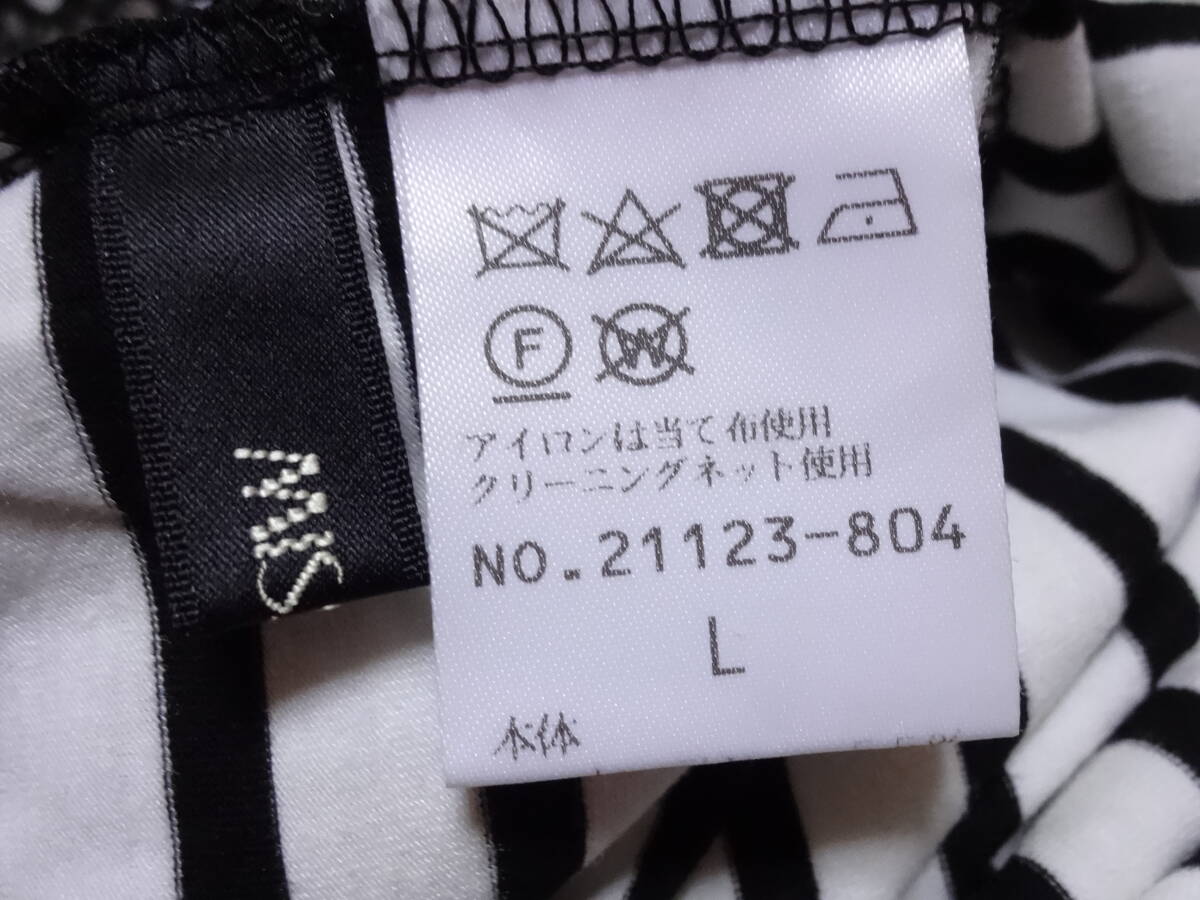 F W
アイロンは当て布使用
クリーニングネット使用
NO.21123-804
L
本体